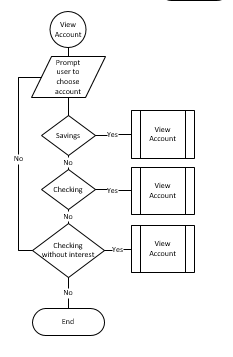 View
Account
Prompt
user to
choose
account
Savings
Yes
View
Account
No
No
Checking
Yes
View
Account
No
Checking
without interest
Yes
View
Account
No
End